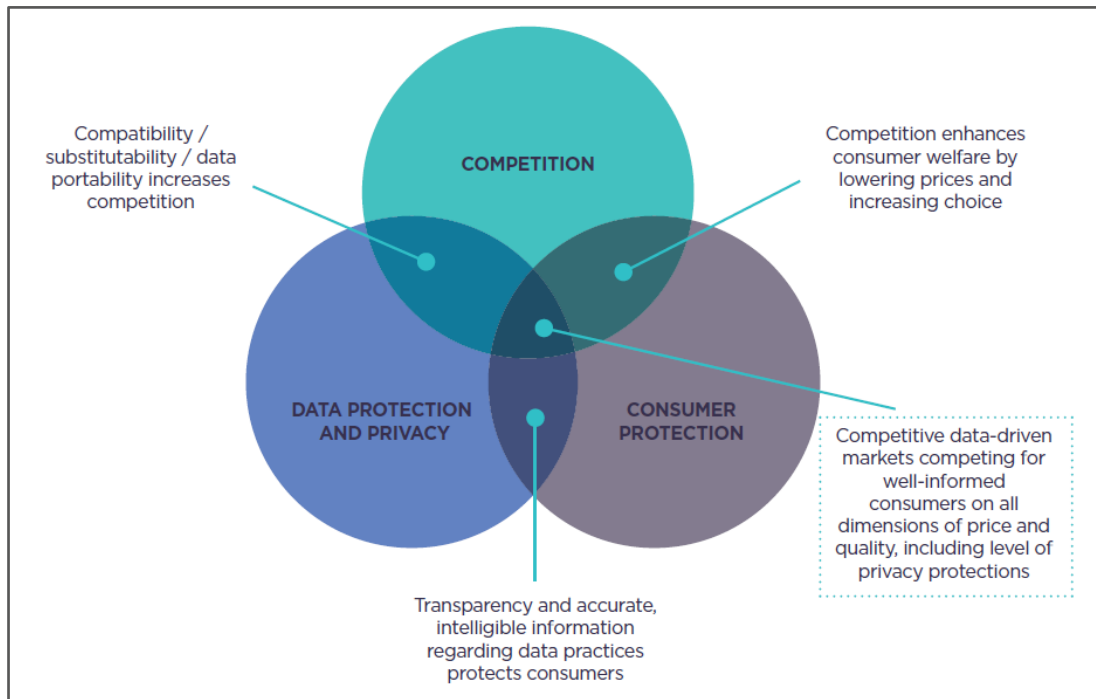 Compatibility /
substitutability / data
portability increases
competition
COMPETITION
Competition enhances
consumer welfare by
lowering prices and
increasing choice
DATA PROTECTION
AND PRIVACY
CONSUMER
PROTECTION
Competitive data-driven
markets competing for
well-informed
consumers on all
dimensions of price and
quality, including level of
privacy protections
Transparency and accurate,
intelligible information
regarding data practices
protects consumers